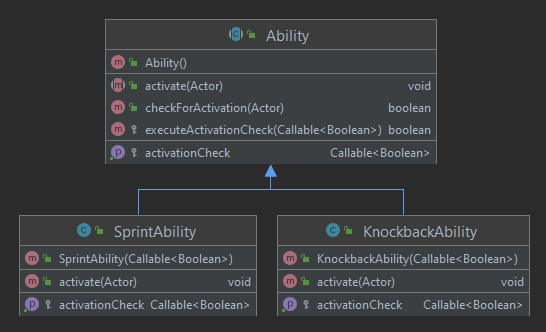 Ability
Ability()
activate(Actor) void
checkForActivation(Actor) boolean
executeActivationCheck(Callable<Boolean>) boolean
activationCheck Callable<Boolean>
SprintAbility
SprintAbility(Callable<Boolean>)
activate(Actor) void
activationCheck Callable<Boolean>
KnockbackAbility
KnockbackAbility(Callable<Boolean>)
activate(Actor) void
activationCheck Callable<Boolean>